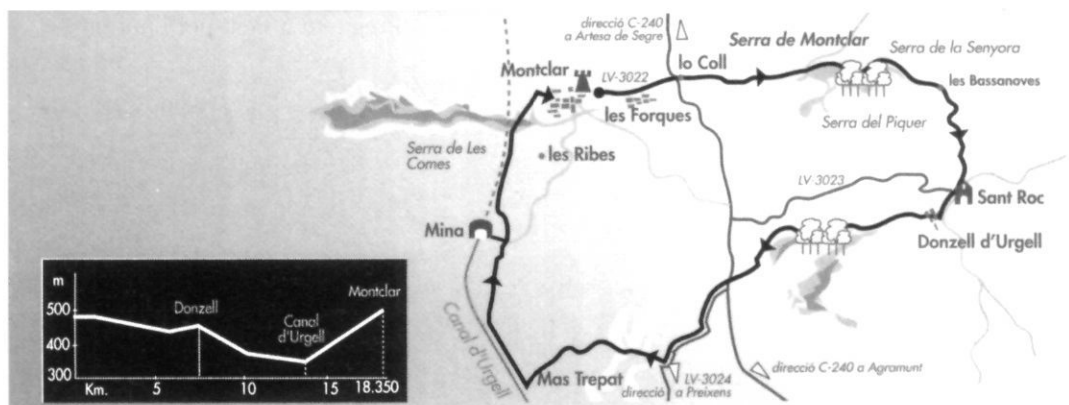 direcció C-240
a Artesa de Segre
Serra de Montclar
Serra de la Senyora
lo Coll
Montclar
LV-3022
les Bassanoves
les Forques
Serra del Piquer
Serra de Les
Comes
les Ribes
LV-3023
Sant Roc
Mina
Donzell d'Urgell
Canal d'Urgell
Mas Trepat
LV-3024
direcció a Preixens
direcció C-240 a Agramunt
m
500
400
300
Donzell
Canal
d'Urgell
Montclar
Km. 5 10 15 18.350